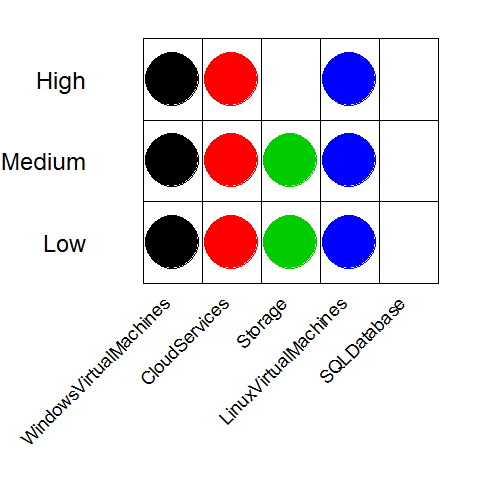 High
Medium
Low
WindowsVirtualMachines
CloudServices
Storage
LinuxVirtualMachines
SQLDatabase